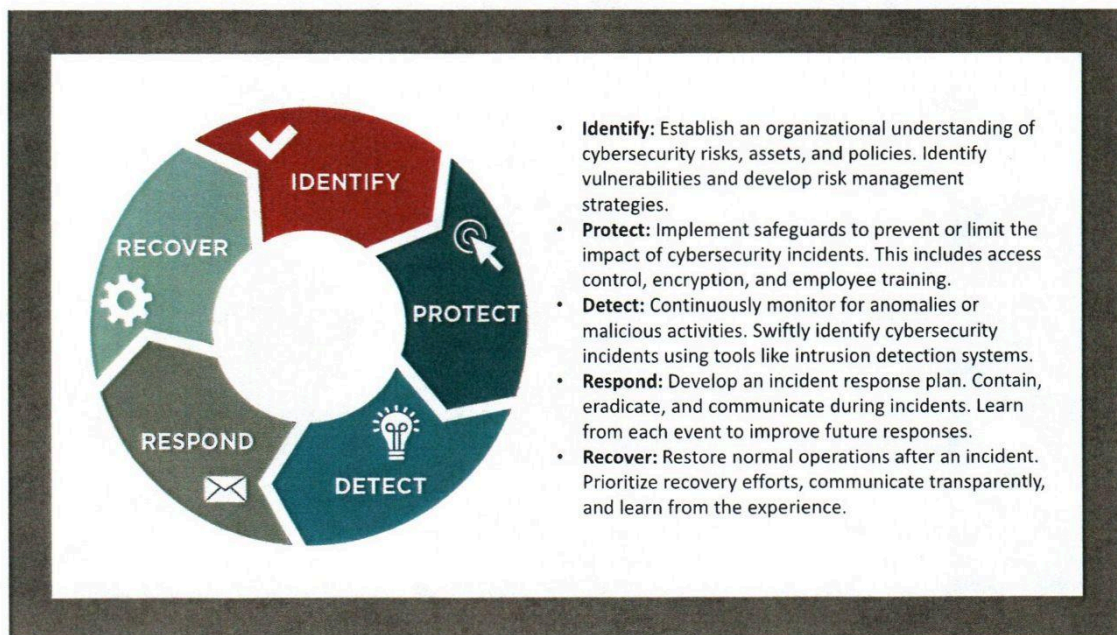 IDENTIFY
PROTECT
DETECT
RESPOND
RECOVER
• Identify: Establish an organizational understanding of
cybersecurity risks, assets, and policies. Identify
vulnerabilities and develop risk management
strategies.
• Protect: Implement safeguards to prevent or limit the
impact of cybersecurity incidents. This includes access
control, encryption, and employee training.
• Detect: Continuously monitor for anomalies or
malicious activities. Swiftly identify cybersecurity
incidents using tools like intrusion detection systems.
• Respond: Develop an incident response plan. Contain,
eradicate, and communicate during incidents. Learn
from each event to improve future responses.
• Recover: Restore normal operations after an incident.
Prioritize recovery efforts, communicate transparently,
and learn from the experience.